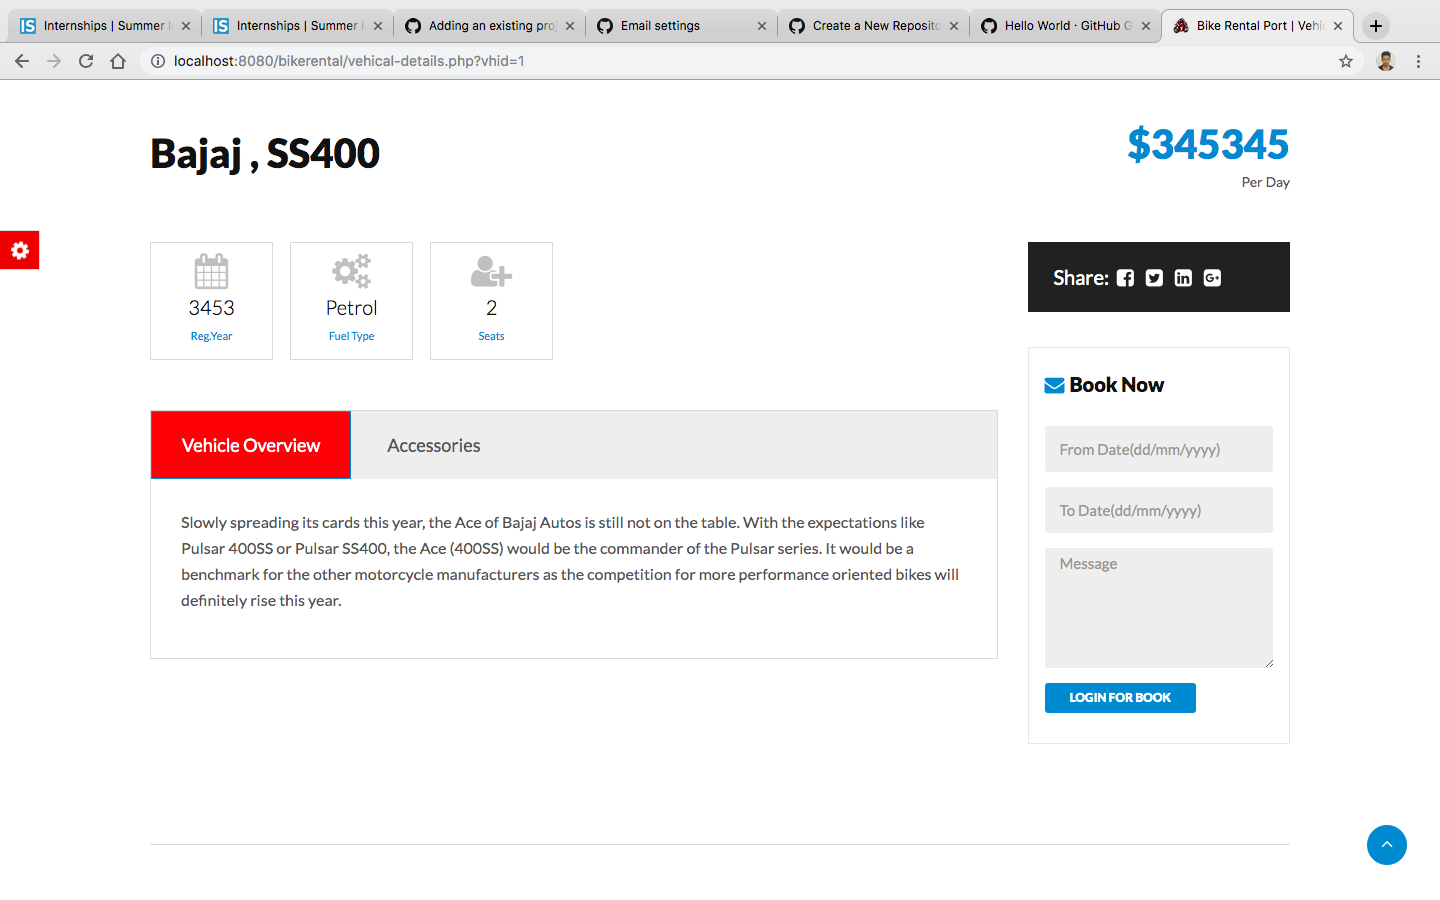 Internships | Summer I
Internships | Summer I
Adding an existing proj
Email settings
Create a New Reposito
Hello World · GitHub G
Bike Rental Port | Vehic
localhost:8080/bikerental/vehical-details.php?vhid=1
Bajaj , SS400
$345345
Per Day
3453
Reg.Year
Petrol
Fuel Type
2
Seats
Share:
Book Now
From Date(dd/mm/yyyy)
To Date(dd/mm/yyyy)
Message
LOGIN FOR BOOK
Vehicle Overview
Accessories
Slowly spreading its cards this year, the Ace of Bajaj Autos is still not on the table. With the expectations like
Pulsar 400SS or Pulsar SS400, the Ace (400SS) would be the commander of the Pulsar series. It would be a
benchmark for the other motorcycle manufacturers as the competition for more performance oriented bikes will
definitely rise this year.